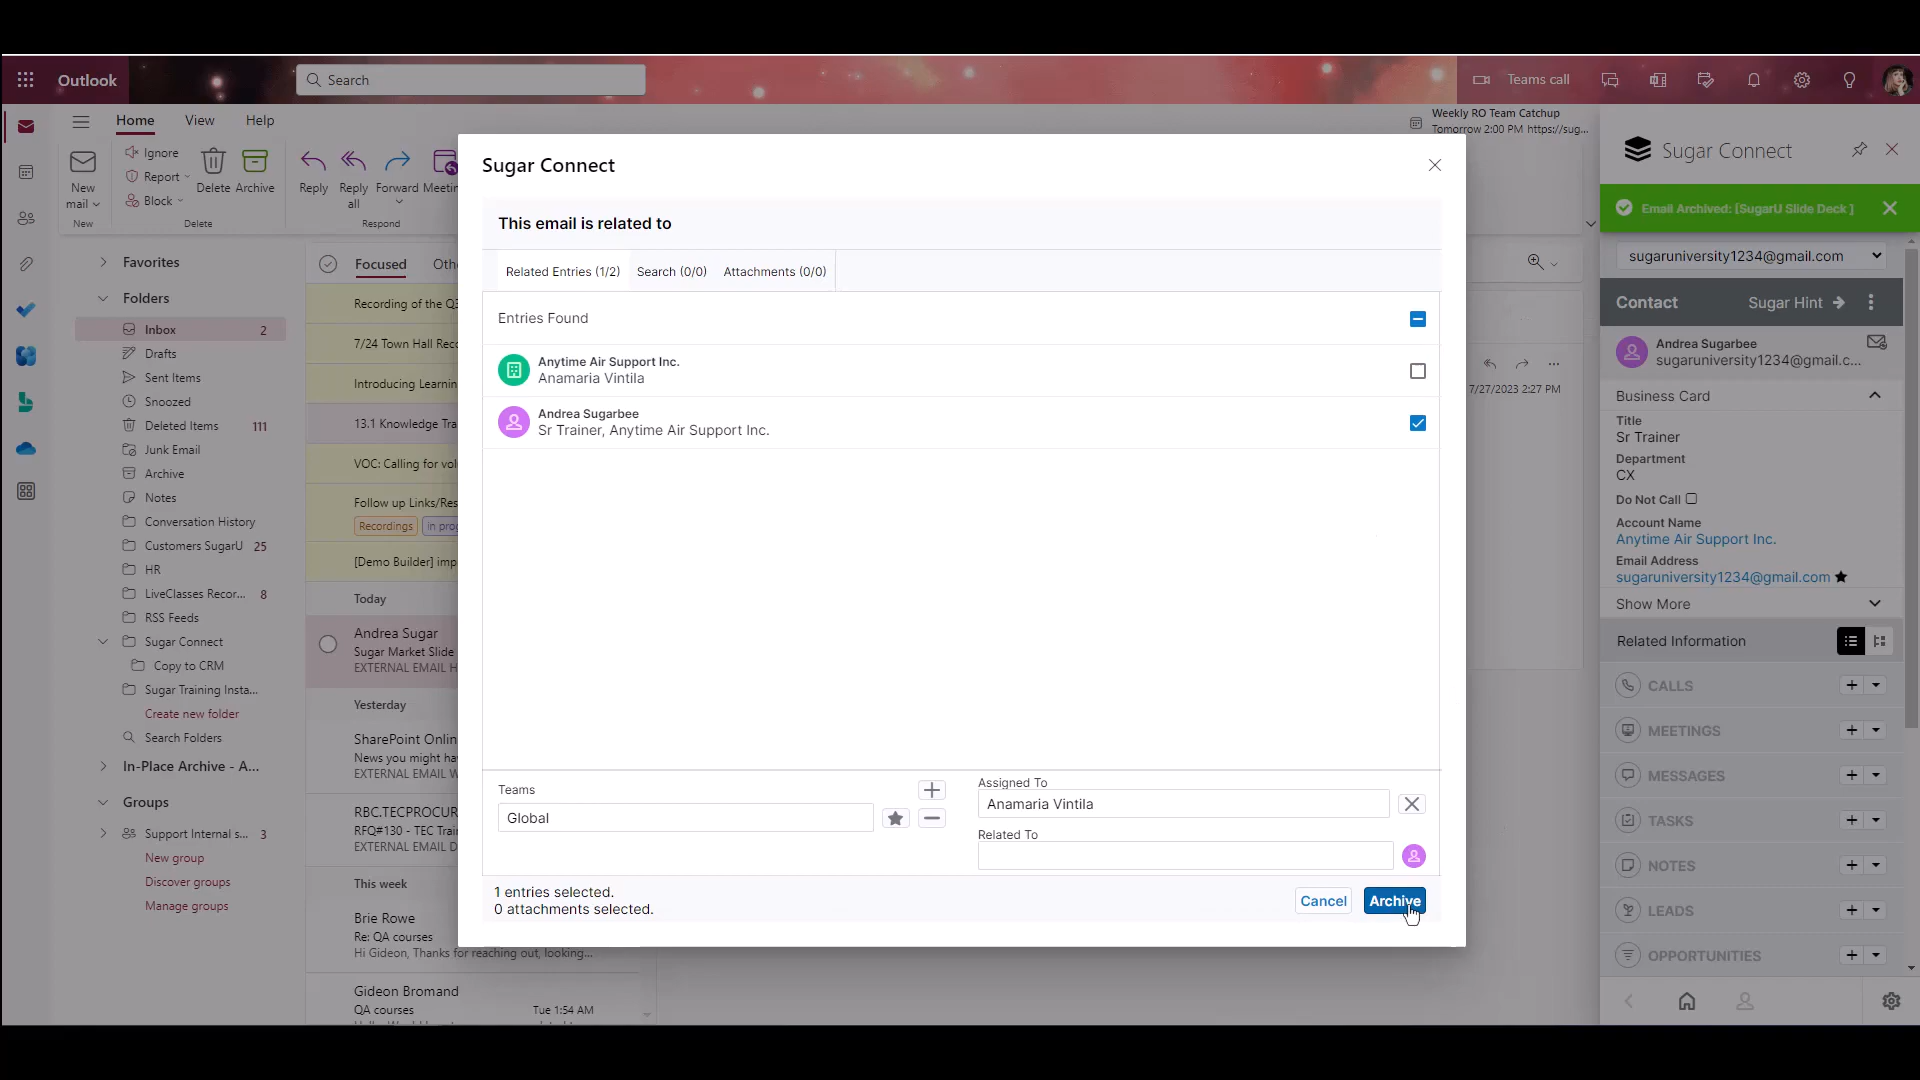 Outlook
Search
Teams call
Home
View
Help
Weekly RO Team Catchup
Tomorrow 2:00 PM https://sug...
New
mail
Ignore
Report
Block
Delete
Archive
Reply
Reply
all
Forward
Meetin
New
Delete
Respond
Favorites
Folders
Inbox 2
Drafts
Sent Items
Snoozed
Deleted Items 111
Junk Email
Archive
Notes
Conversation History
Customers SugarU 25
HR
LiveClasses Recor... 8
RSS Feeds
Sugar Connect
Copy to CRM
Sugar Training Insta...
Create new folder
Search Folders
In-Place Archive - A...
Groups
Support Internal s... 3
New group
Discover groups
Manage groups
Focused
Othe
Recording of the Q3
7/24 Town Hall Reco
Introducing Learnin
13.1 Knowledge Tra
VOC: Calling for vol
Follow up Links/Res
Recordings
in prog
[Demo Builder] imp
Today
Andrea Sugar
Sugar Market Slide
EXTERNAL EMAIL H
Yesterday
SharePoint Onlin
News you might hav
EXTERNAL EMAIL W
RBC.TECPROCUR
RFQ#130 - TEC Trai
EXTERNAL EMAIL D
This week
Brie Rowe
Re: QA courses
Hi Gideon, Thanks for reaching out, looking...
Gideon Bromand
QA courses
Tue 1:54 AM
7/27/2023 2:27 PM
Sugar Connect
This email is related to
Related Entries (1/2)
Search (0/0)
Attachments (0/0)
Entries Found
Anytime Air Support Inc.
Anamaria Vintila
Andrea Sugarbee
Sr Trainer, Anytime Air Support Inc.
Teams
Global
Assigned To
Anamaria Vintila
Related To
1 entries selected.
0 attachments selected.
Cancel
Archive
Sugar Connect
Email Archived: [SugarU Slide Deck ]
sugaruniversity1234@gmail.com
Contact
Sugar Hint
Andrea Sugarbee
sugaruniversity1234@gmail.c...
Business Card
Title
Sr Trainer
Department
CX
Do Not Call
Account Name
Anytime Air Support Inc.
Email Address
sugaruniversity1234@gmail.com
Show More
Related Information
CALLS
MEETINGS
MESSAGES
TASKS
NOTES
LEADS
OPPORTUNITIES